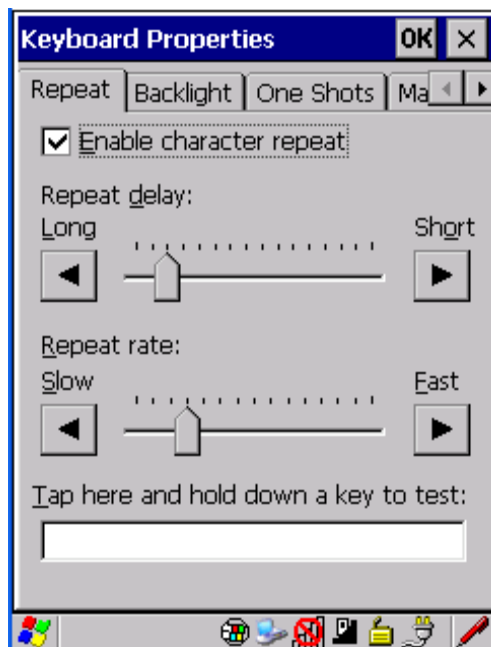 Keyboard Properties OK ×
Repeat Backlight One Shots Ma
Enable character repeat
Repeat delay:
Long Short
Repeat rate:
Slow Fast
Tap here and hold down a key to test: